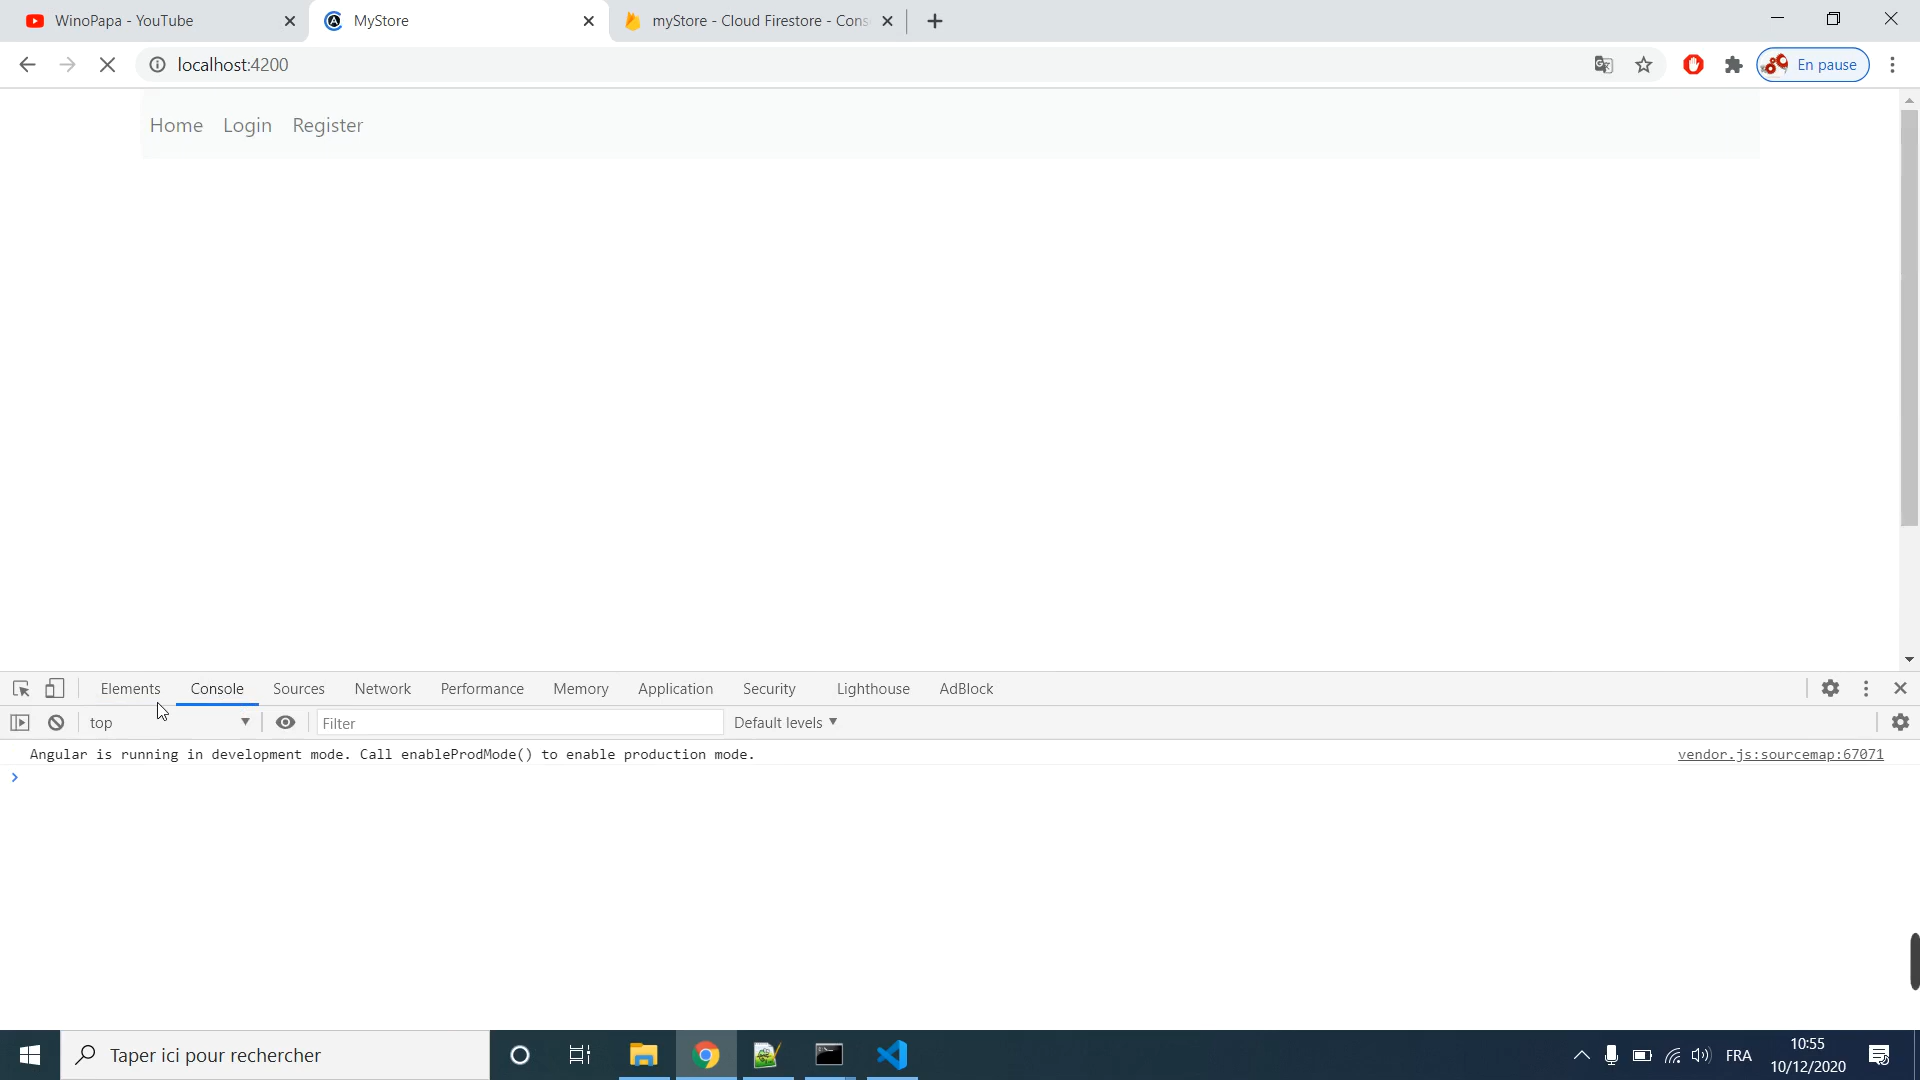 WinoPapa - YouTube
MyStore
myStore - Cloud Firestore - Cons
localhost:4200
En pause
Home Login Register
Elements Console Sources Network Performance Memory Application Security Lighthouse AdBlock
top Filter Default levels
Angular is running in development mode. Call enableProdMode() to enable production mode. vendor.js:sourcemap:67071
Taper ici pour rechercher
FRA
10:55
10/12/2020